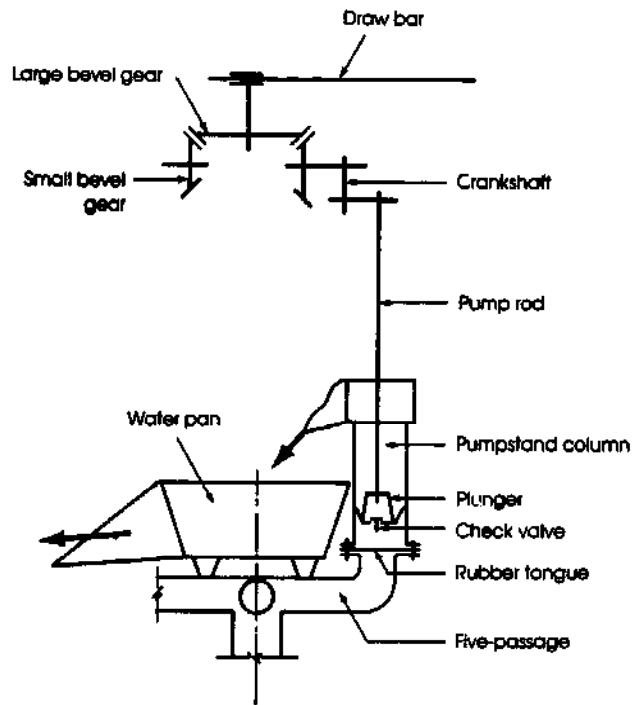 Draw bar
Large bevel gear
Small bevel
gear
Crankshaft
Pump rod
Water pan
Pumpstand column
Plunger
Check valve
Rubber tongue
Five-passage